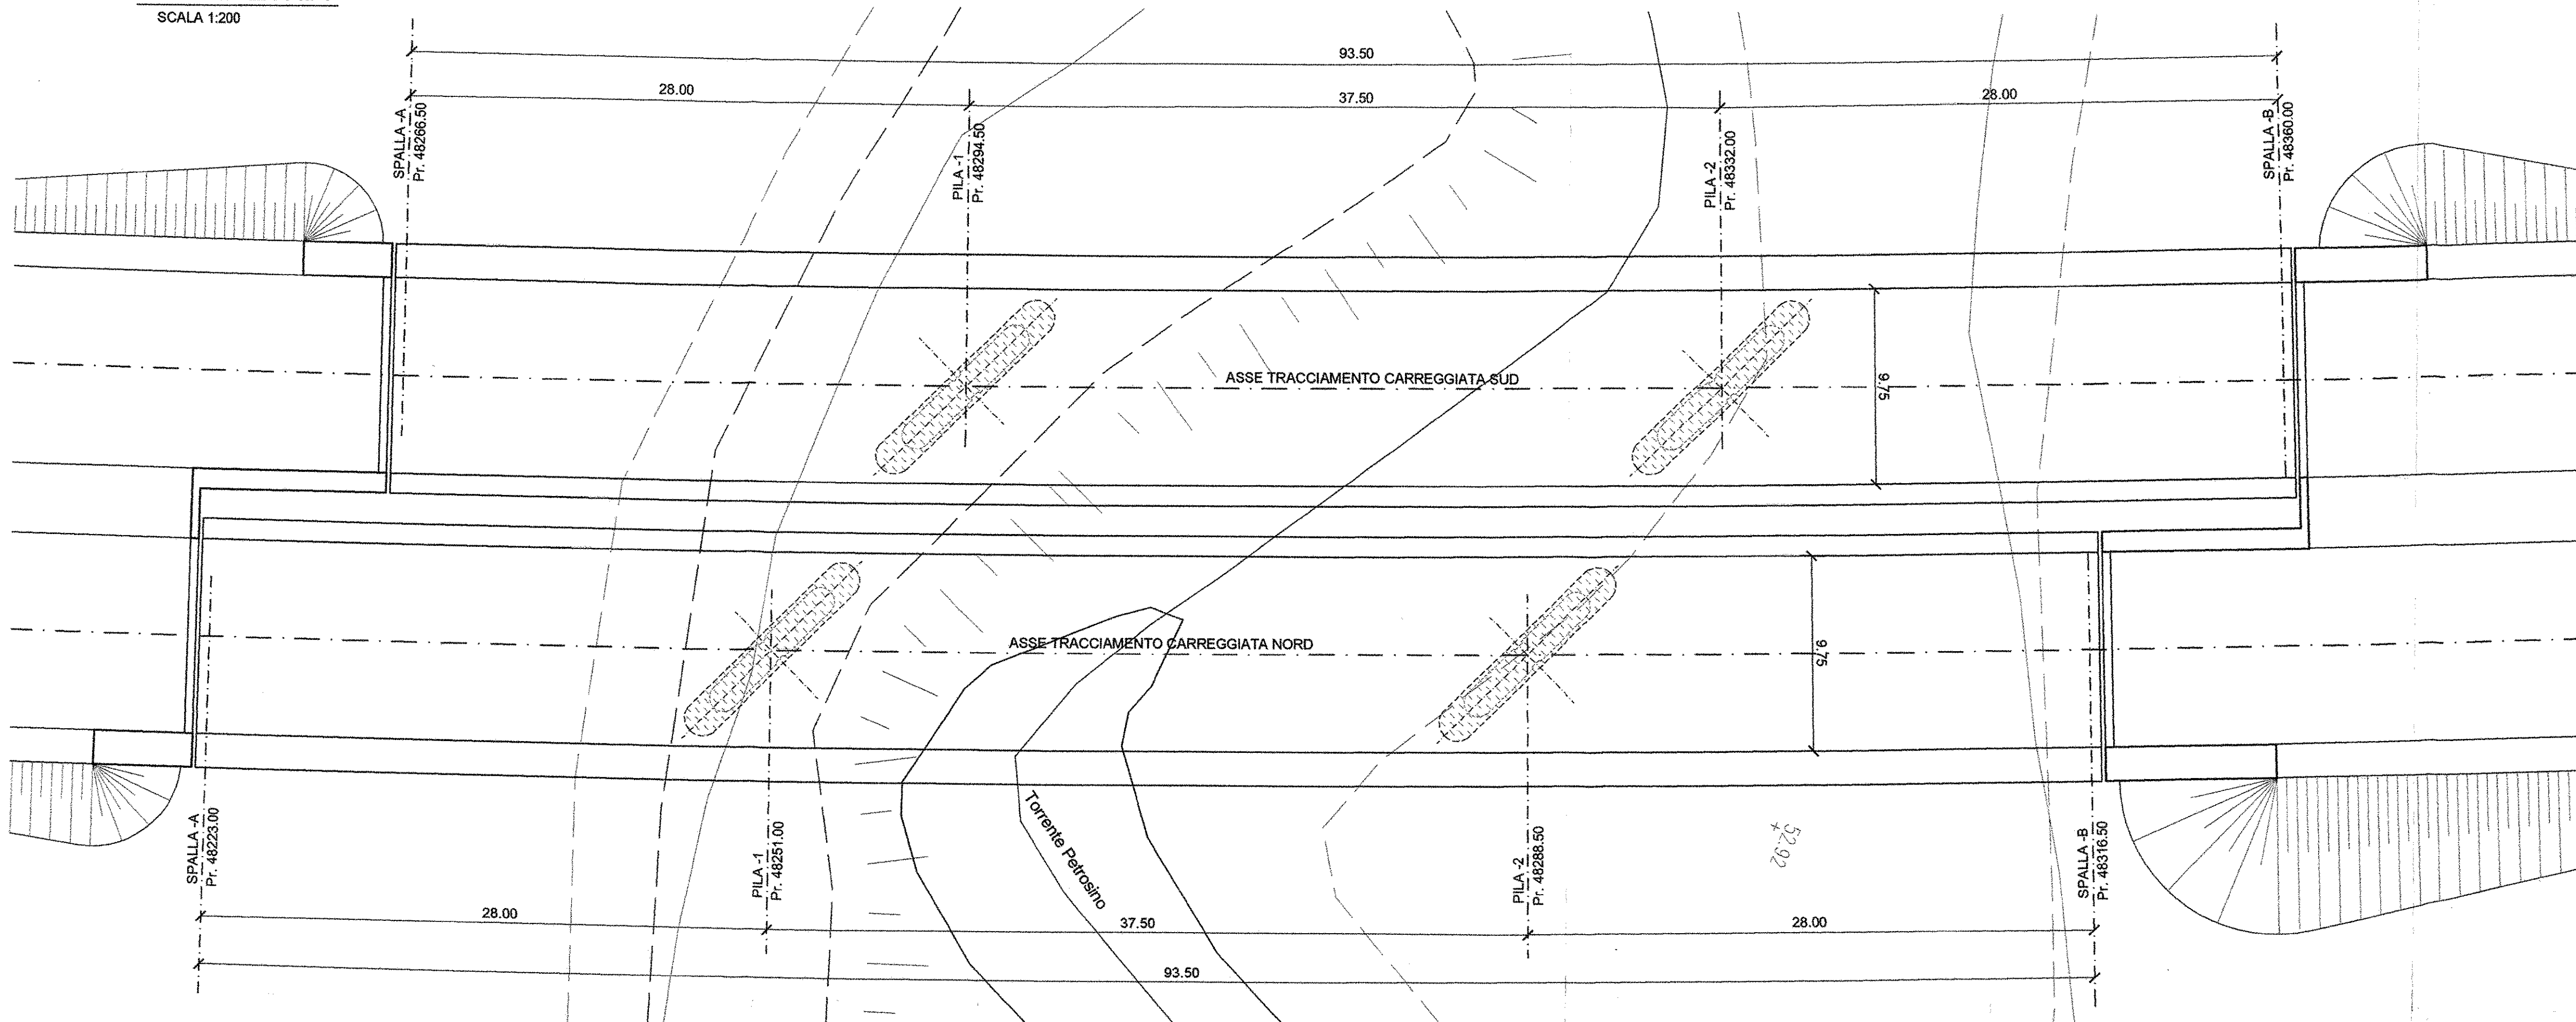 SCALA 1:200
93.50
28.00
37.50
28.00
SPALLA -A
Pr. 48266.50
PILA -1
Pr. 48294.50
PILA -2
Pr. 48332.00
SPALLA -B
Pr. 48360.00
ASSE TRACCIAMENTO CARREGGIATA SUD
9.75
ASSE TRACCIAMENTO CARREGGIATA NORD
9.75
Torrente Petrosino
52.92
SPALLA -A
Pr. 48223.00
PILA -1
Pr. 48251.00
PILA -2
Pr. 48288.50
SPALLA -B
Pr. 48316.50
28.00
37.50
28.00
93.50